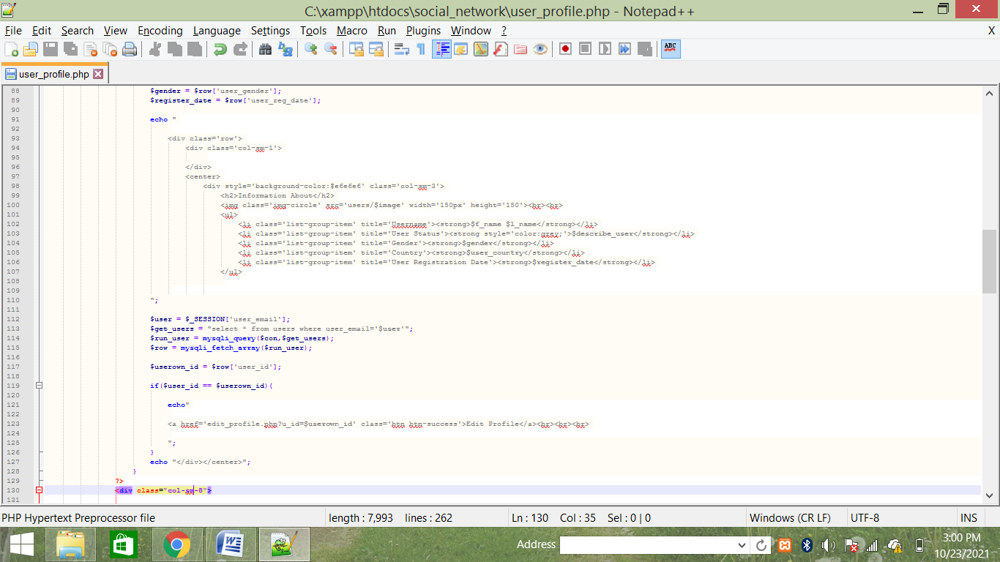 C:\xampp\htdocs\social_network\user_profile.php - Notepad++
File Edit Search View Encoding Language Settings Tools Macro Run Plugins Window ? X
ABC
user_profile.php
88 $gender = $row['user_gender'];
89 $register_date = $row['user_reg_date'];
90
91 echo "
92
93 <div class='row'>
94 <div class='col-sm-1'>
95
96 </div>
97 <center>
98 <div style='background-color:$e6e6e6' class='col-sm-3'>
99 <h2>Information About</h2>
100 <img class='img-circle' src='users/$image' width='150px' height='150'><br><br>
101 <ul>
102 <li class='list-group-item' title='Username'><strong>$f_name $l_name</strong></li>
103 <li class='list-group-item' title='User Status'><strong style='color:grey;'>$describe_user</strong></li>
104 <li class='list-group-item' title='Gender'><strong>$gender</strong></li>
105 <li class='list-group-item' title='Country'><strong>$user_country</strong></li>
106 <li class='list-group-item' title='User Registration Date'><strong>$register_date</strong></li>
107 </ul>
108
109
110 ";
111
112 $user = $_SESSION['user_email'];
113 $get_users = "select * from users where user_email='$user'";
114 $run_user = mysqli_query($con,$get_users);
115 $row = mysqli_fetch_array($run_user);
116
117 $userown_id = $row['user_id'];
118
119 if($user_id == $userown_id){
120
121 echo"
122
123 <a href='edit_profile.php?u_id=$userown_id' class='btn btn-success'>Edit Profile</a><br><br><br>
124
125 ";
126 }
127 echo "</div></center>";
128 }
129 ?>
130 <div class="col-sm-8">
131
PHP Hypertext Preprocessor file length : 7,993 lines : 262 Ln : 130 Col : 35 Sel : 0 | 0 Windows (CR LF) UTF-8 INS
Address
3:00 PM
10/23/2021